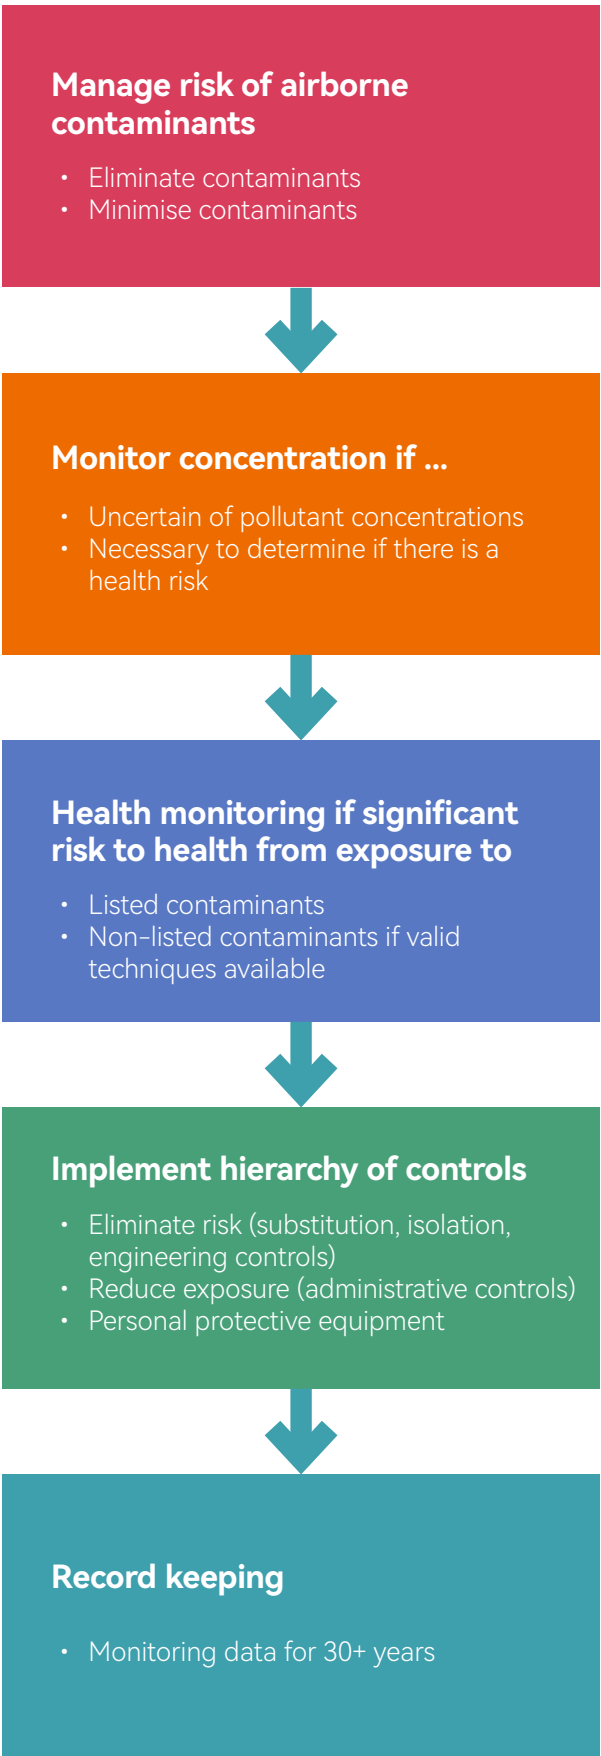 Manage risk of airborne
contaminants
• Eliminate contaminants
• Minimise contaminants
Monitor concentration if ...
• Uncertain of pollutant concentrations
• Necessary to determine if there is a
health risk
Health monitoring if significant
risk to health from exposure to
• Listed contaminants
• Non-listed contaminants if valid
techniques available
Implement hierarchy of controls
• Eliminate risk (substitution, isolation,
engineering controls)
• Reduce exposure (administrative controls)
• Personal protective equipment
Record keeping
• Monitoring data for 30+ years